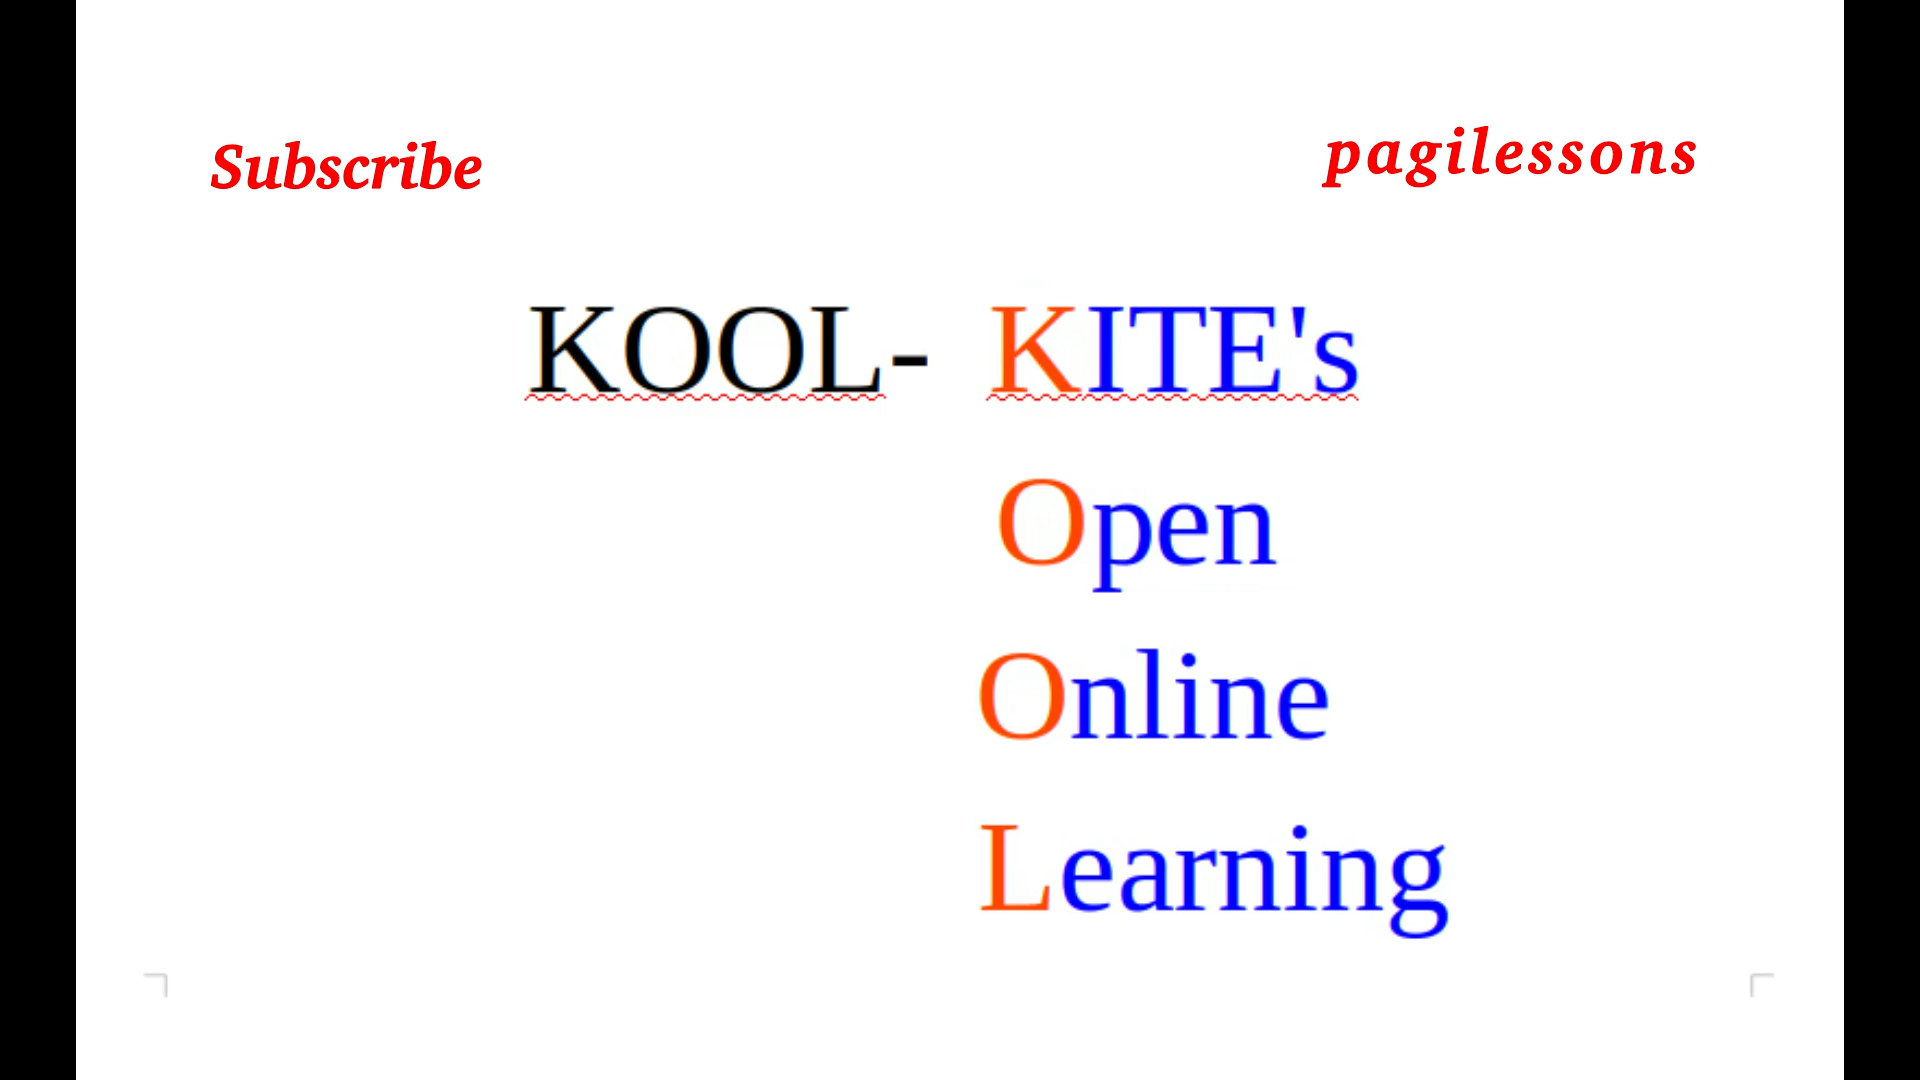 Subscribe
pagilessons
KOOL- KITE's
Open
Online
Learning